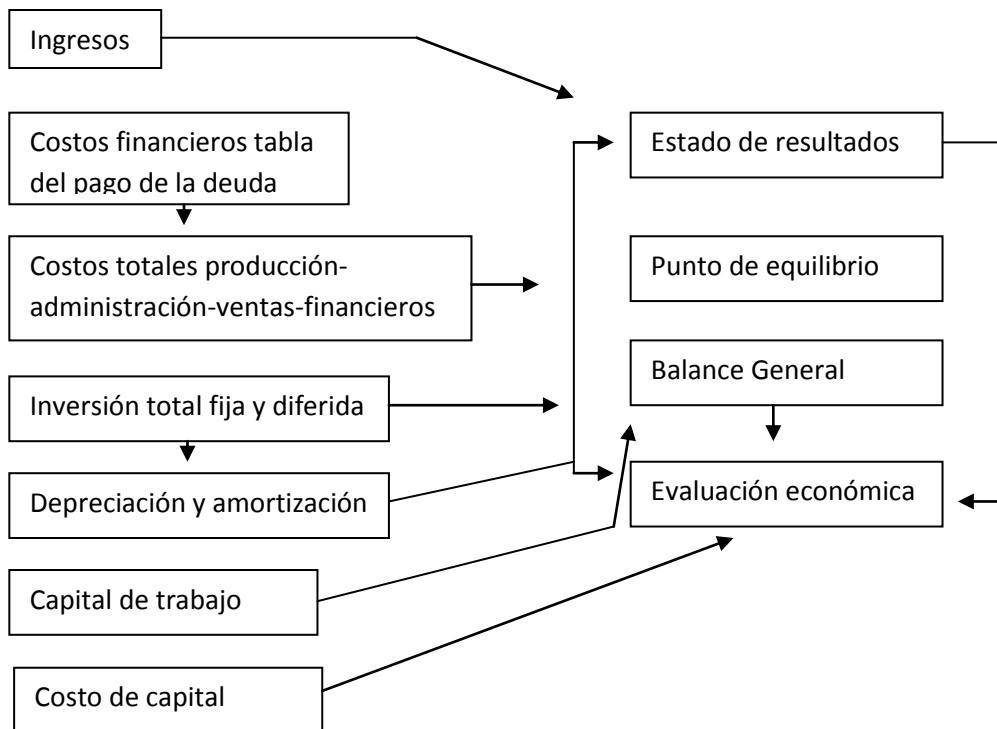 Ingresos
Costos financieros tabla
del pago de la deuda
Costos totales producción-
administración-ventas-financieros
Inversión total fija y diferida
Depreciación y amortización
Capital de trabajo
Costo de capital
Estado de resultados
Punto de equilibrio
Balance General
Evaluación económica